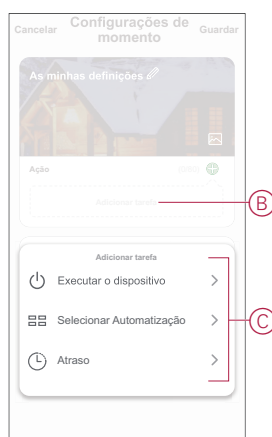 Cancelar
Configurações de
momento
Guardar
As minhas definições
Ação
Adicionar tarefa
B
Adicionar tarefa
Executar o dispositivo
Selecionar Automatização
C
Atraso